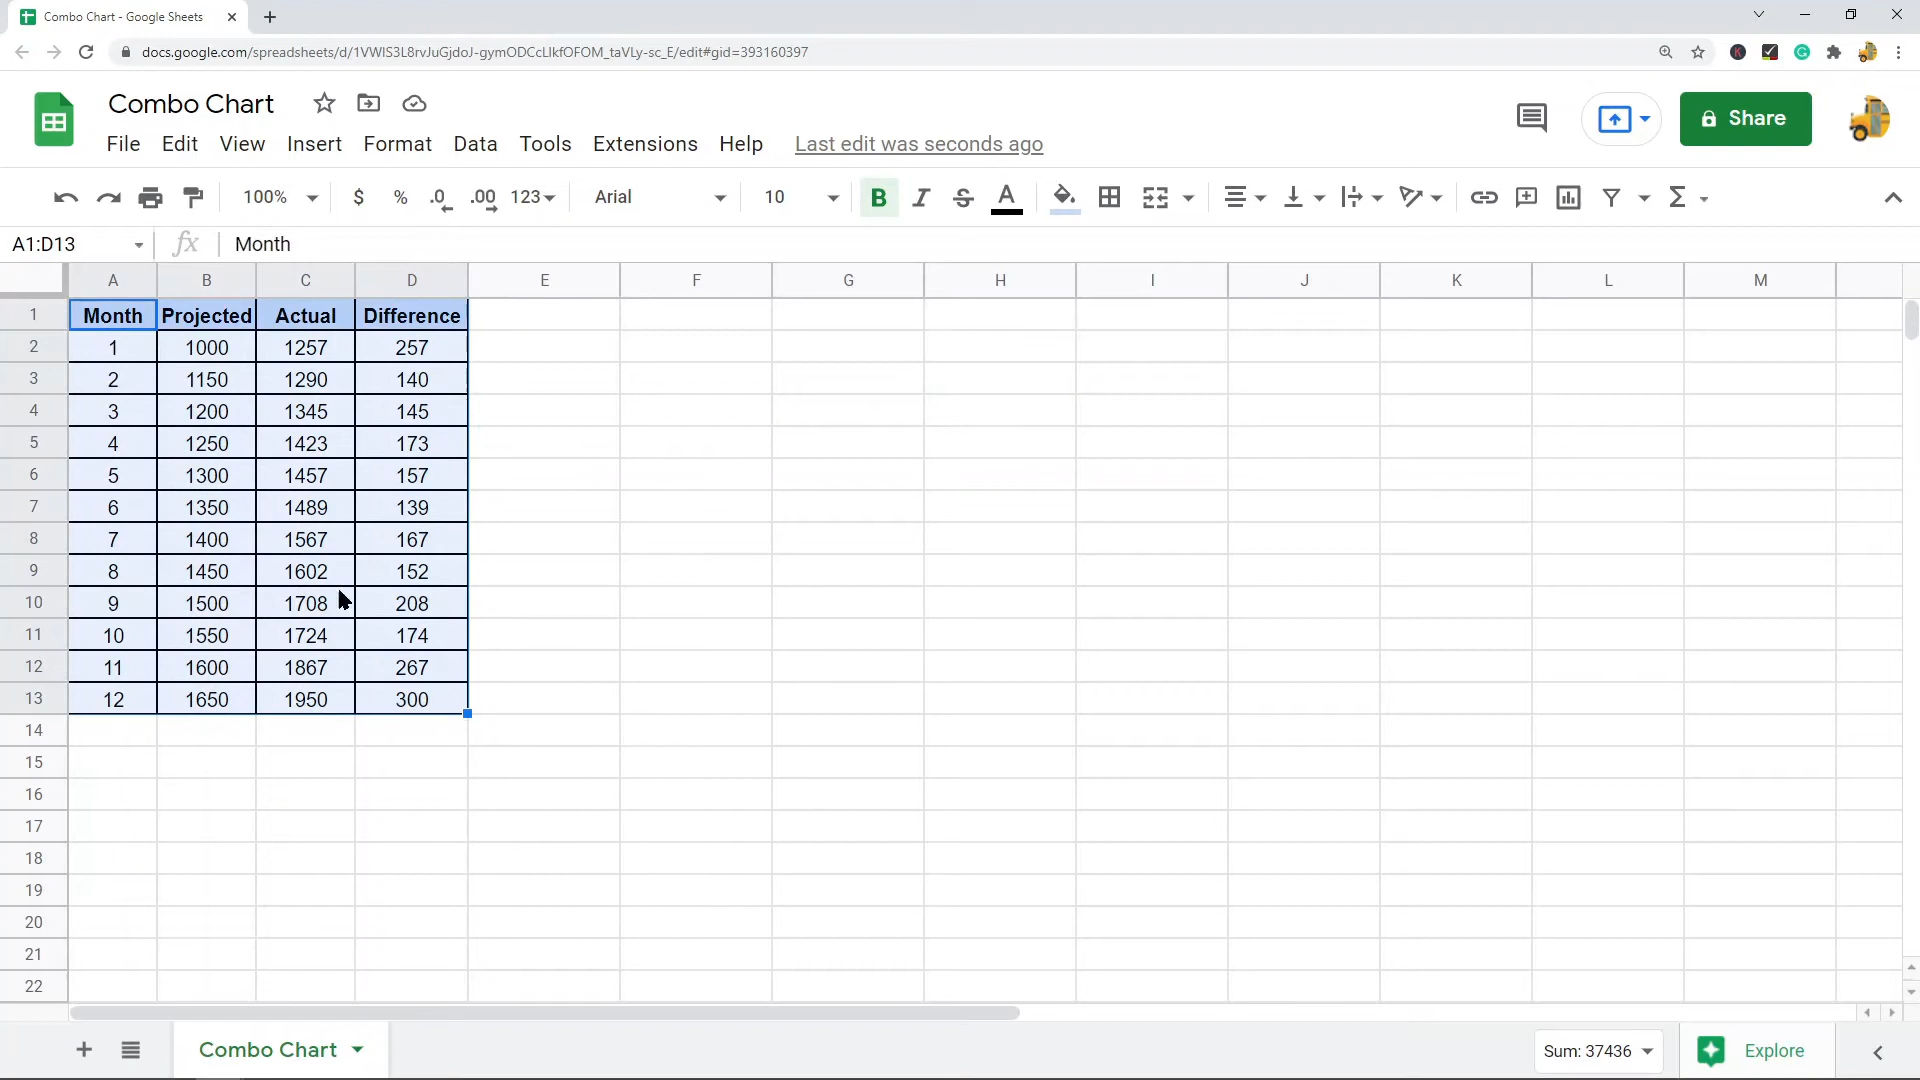 Combo Chart - Google Sheets
docs.google.com/spreadsheets/d/1VWIS3L8rvJuGjdoJ-gymODCcLlkfOFOM_taVLy-sc_E/edit#gid=393160397
Combo Chart
Share
File Edit View Insert Format Data Tools Extensions Help Last edit was seconds ago
100% $ % .0 .00 123 Arial 10 B I S A Σ
A1:D13 fx Month
A B C D E F G H I J K L M
1 Month Projected Actual Difference
2 1 1000 1257 257
3 2 1150 1290 140
4 3 1200 1345 145
5 4 1250 1423 173
6 5 1300 1457 157
7 6 1350 1489 139
8 7 1400 1567 167
9 8 1450 1602 152
10 9 1500 1708 208
11 10 1550 1724 174
12 11 1600 1867 267
13 12 1650 1950 300
14
15
16
17
18
19
20
21
22
Combo Chart Sum: 37436 Explore